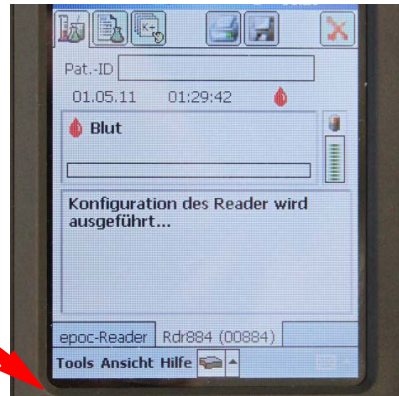 K+
Pat.-ID
01.05.11 01:29:42
Blut
Konfiguration des Reader wird
ausgeführt...
epoc-Reader Rdr884 (00884)
Tools Ansicht Hilfe